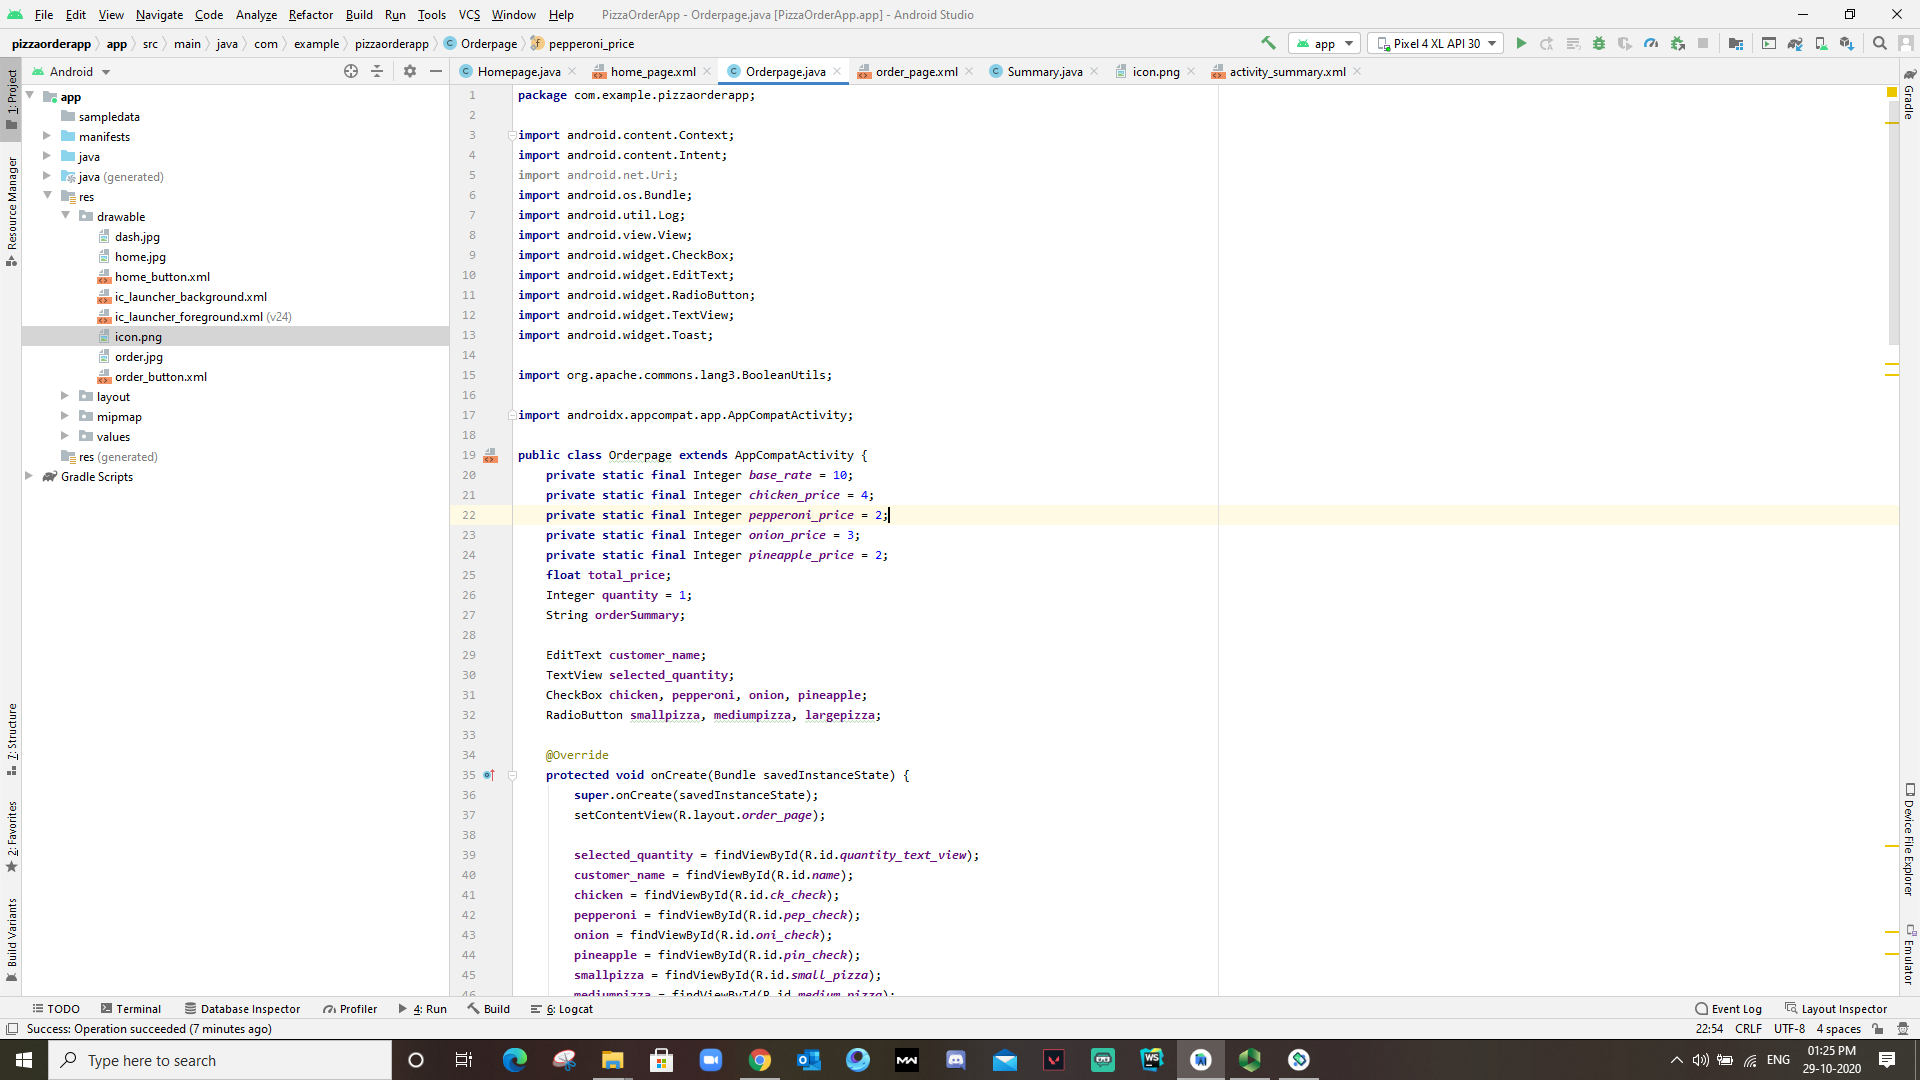 File Edit View Navigate Code Analyze Refactor Build Run Tools VCS Window Help PizzaOrderApp - Orderpage.java [PizzaOrderApp.app] - Android Studio
pizzaorderapp app src main java com example pizzaorderapp Orderpage pepperoni_price app Pixel 4 XL API 30
Android
Homepage.java home_page.xml Orderpage.java order_page.xml Summary.java icon.png activity_summary.xml
1: Project
Resource Manager
7: Structure
2: Favorites
Build Variants
app
sampledata
manifests
java
java (generated)
res
drawable
dash.jpg
home.jpg
home_button.xml
ic_launcher_background.xml
ic_launcher_foreground.xml (v24)
icon.png
order.jpg
order_button.xml
layout
mipmap
values
res (generated)
Gradle Scripts
1 package com.example.pizzaorderapp;
2
3 import android.content.Context;
4 import android.content.Intent;
5 import android.net.Uri;
6 import android.os.Bundle;
7 import android.util.Log;
8 import android.view.View;
9 import android.widget.CheckBox;
10 import android.widget.EditText;
11 import android.widget.RadioButton;
12 import android.widget.TextView;
13 import android.widget.Toast;
14
15 import org.apache.commons.lang3.BooleanUtils;
16
17 import androidx.appcompat.app.AppCompatActivity;
18
19 public class Orderpage extends AppCompatActivity {
20 private static final Integer base_rate = 10;
21 private static final Integer chicken_price = 4;
22 private static final Integer pepperoni_price = 2;
23 private static final Integer onion_price = 3;
24 private static final Integer pineapple_price = 2;
25 float total_price;
26 Integer quantity = 1;
27 String orderSummary;
28
29 EditText customer_name;
30 TextView selected_quantity;
31 CheckBox chicken, pepperoni, onion, pineapple;
32 RadioButton smallpizza, mediumpizza, largepizza;
33
34 @Override
35 protected void onCreate(Bundle savedInstanceState) {
36 super.onCreate(savedInstanceState);
37 setContentView(R.layout.order_page);
38
39 selected_quantity = findViewById(R.id.quantity_text_view);
40 customer_name = findViewById(R.id.name);
41 chicken = findViewById(R.id.ck_check);
42 pepperoni = findViewById(R.id.pep_check);
43 onion = findViewById(R.id.oni_check);
44 pineapple = findViewById(R.id.pin_check);
45 smallpizza = findViewById(R.id.small_pizza);
46 mediumpizza = findViewById(R.id.medium_pizza);
Gradle
Device File Explorer
Emulator
TODO Terminal Database Inspector Profiler 4: Run Build 6: Logcat Event Log Layout Inspector
Success: Operation succeeded (7 minutes ago) 22:54 CRLF UTF-8 4 spaces
Type here to search ENG 01:25 PM
29-10-2020